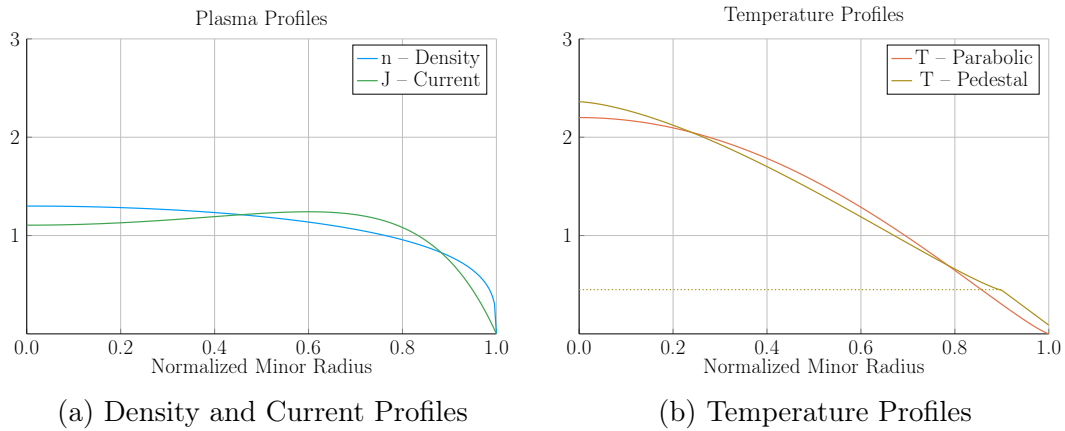 Plasma Profiles
3
2
1
n – Density
J – Current
0.0 0.2 0.4 0.6 0.8 1.0
Normalized Minor Radius
(a) Density and Current Profiles
Temperature Profiles
3
2
1
T – Parabolic
T – Pedestal
0.0 0.2 0.4 0.6 0.8 1.0
Normalized Minor Radius
(b) Temperature Profiles